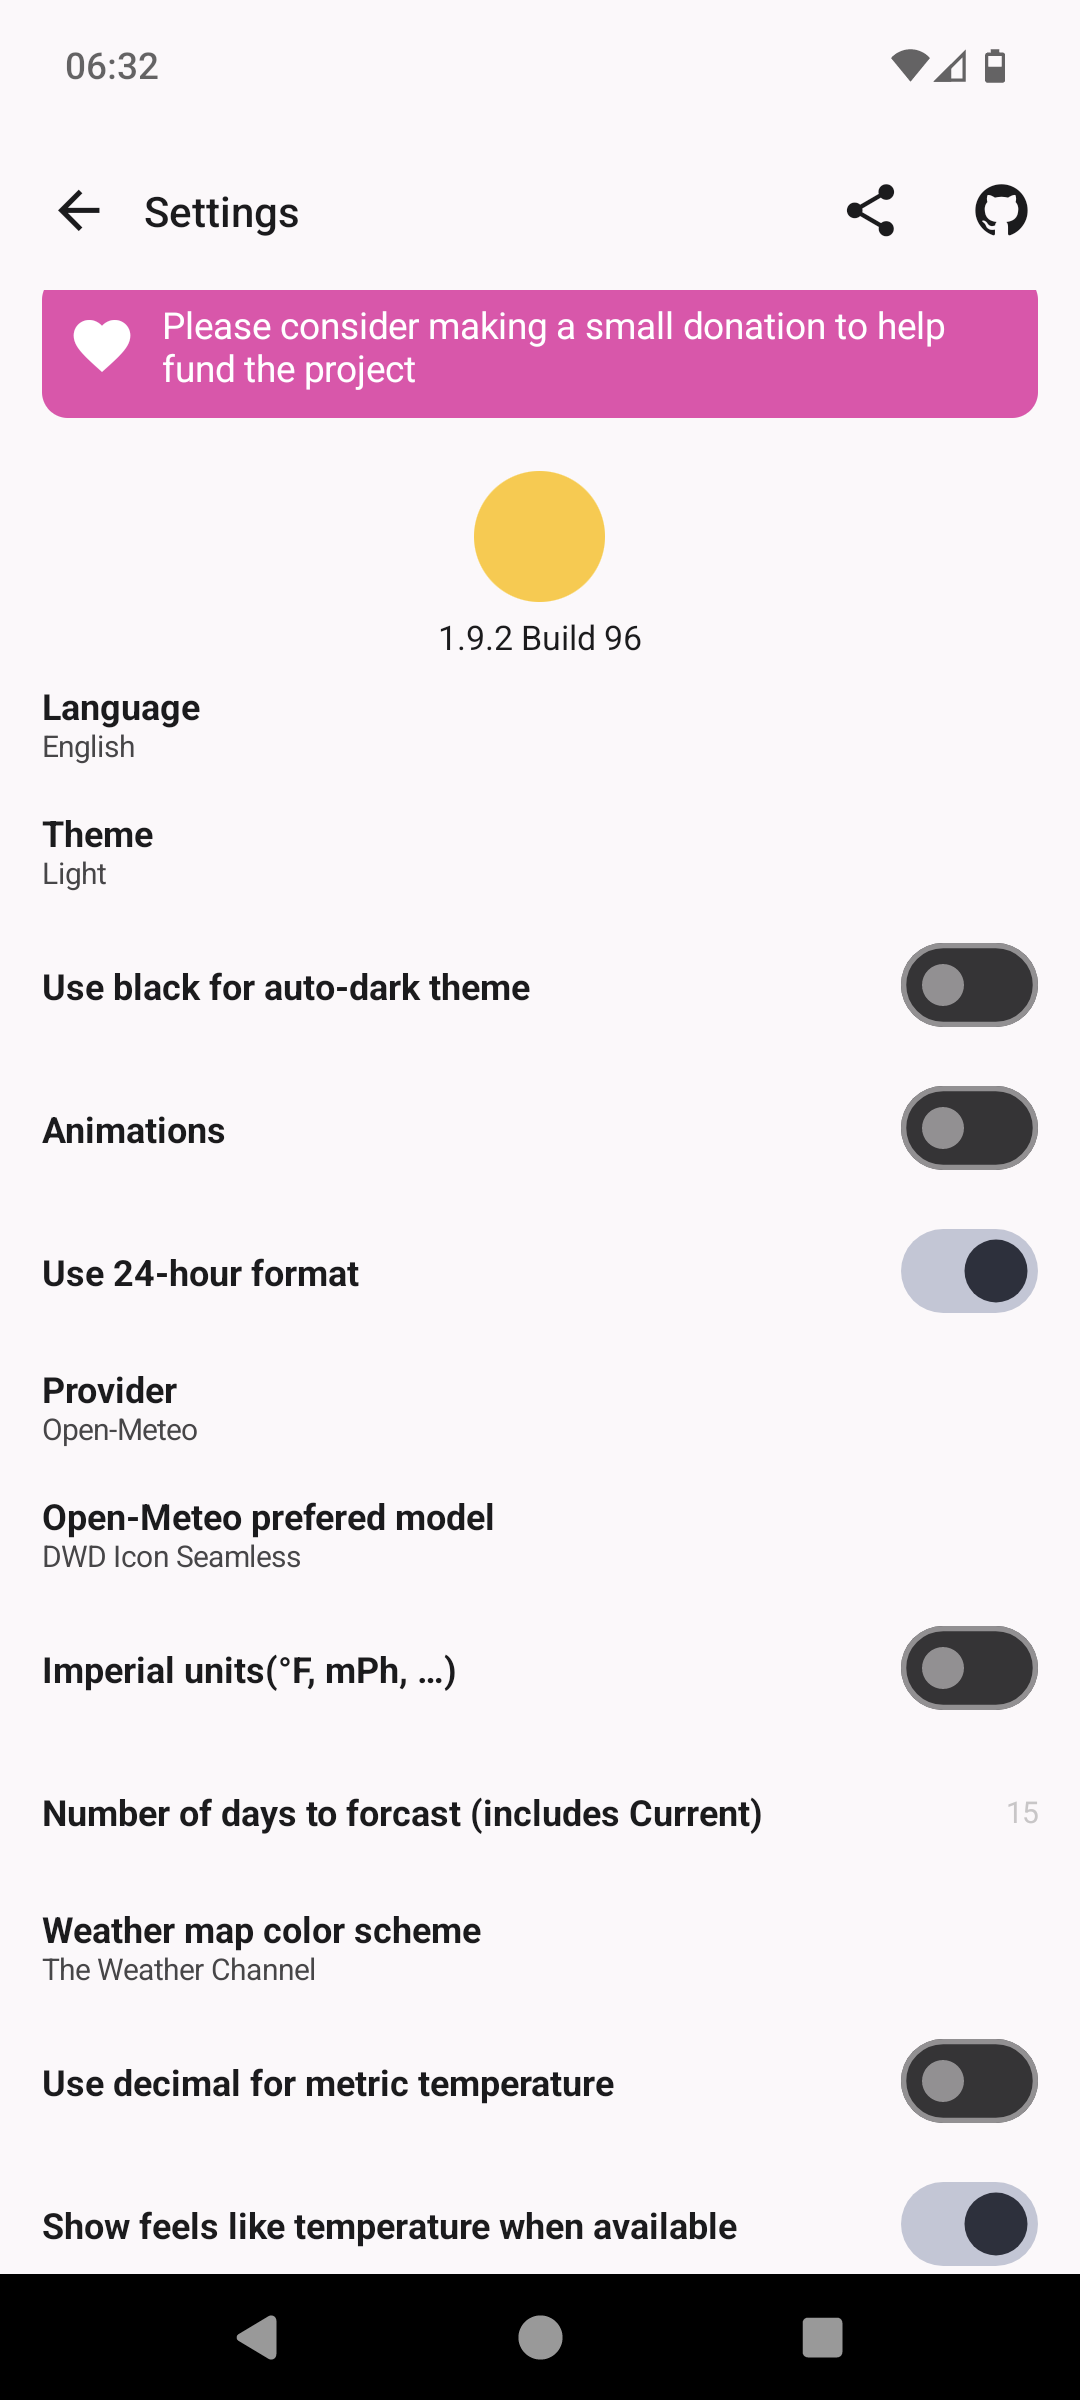 06:32
Settings
Please consider making a small donation to help
fund the project
1.9.2 Build 96
Language
English
Theme
Light
Use black for auto-dark theme
Animations
Use 24-hour format
Provider
Open-Meteo
Open-Meteo prefered model
DWD Icon Seamless
Imperial units(°F, mPh, …)
Number of days to forcast (includes Current)
15
Weather map color scheme
The Weather Channel
Use decimal for metric temperature
Show feels like temperature when available